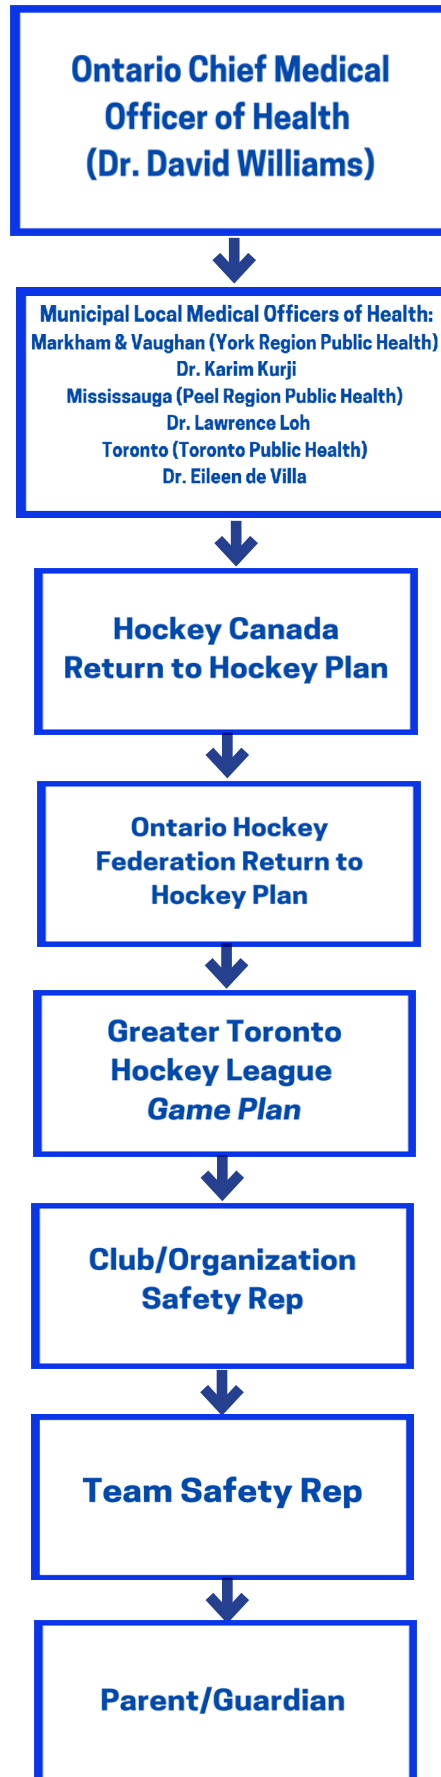 Ontario Chief Medical
Officer of Health
(Dr. David Williams)
Municipal Local Medical Officers of Health:
Markham & Vaughan (York Region Public Health)
Dr. Karim Kurji
Mississauga (Peel Region Public Health)
Dr. Lawrence Loh
Toronto (Toronto Public Health)
Dr. Eileen de Villa
Hockey Canada
Return to Hockey Plan
Ontario Hockey
Federation Return to
Hockey Plan
Greater Toronto
Hockey League
Game Plan
Club/Organization
Safety Rep
Team Safety Rep
Parent/Guardian